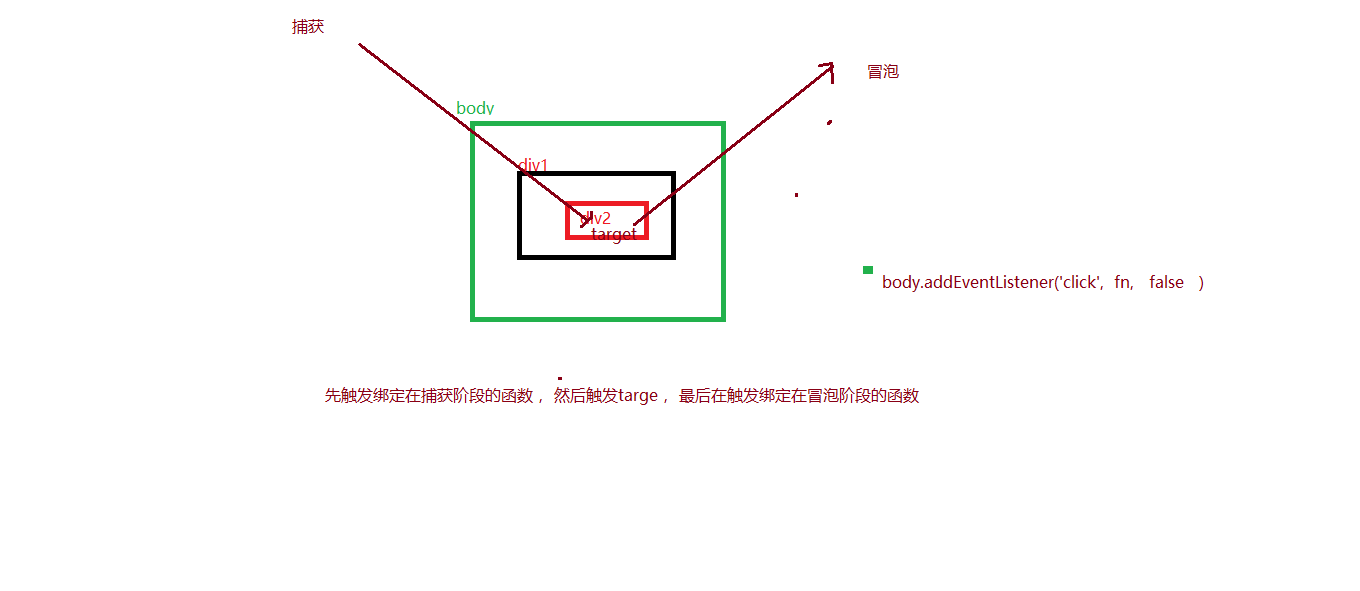 捕获
冒泡
body
div1
div2
target
body.addEventListener('click', fn, false )
先触发绑定在捕获阶段的函数 ，然后触发targe ，最后在触发绑定在冒泡阶段的函数